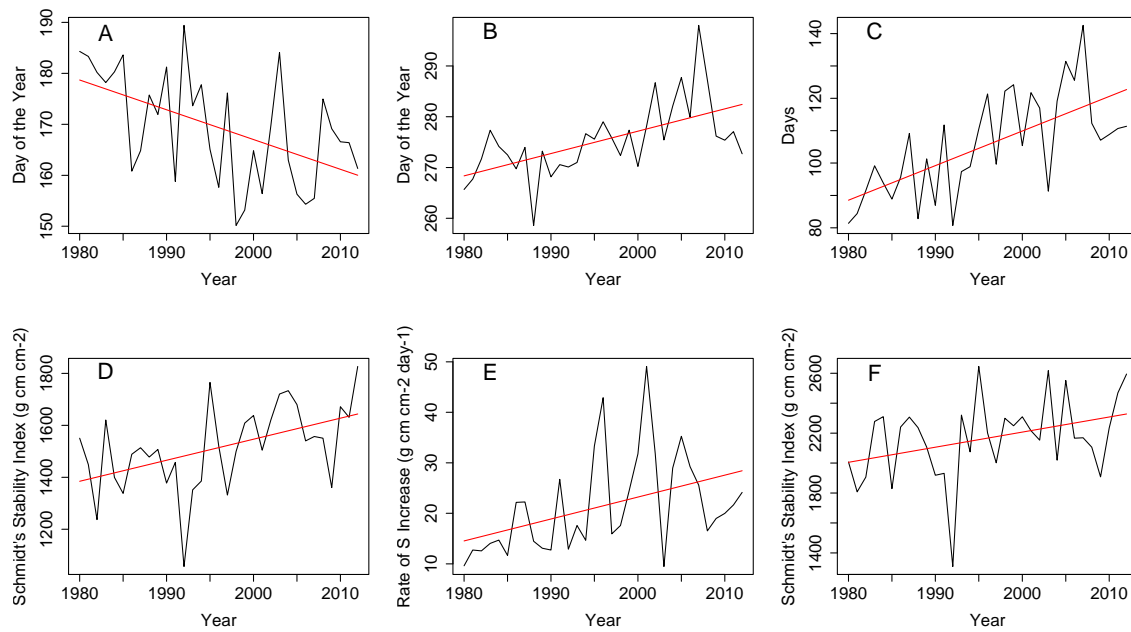 A
Day of the Year
190
180
170
160
150
1980 1990 2000 2010
Year
B
Day of the Year
290
280
270
260
1980 1990 2000 2010
Year
C
Days
140
120
100
80
1980 1990 2000 2010
Year
D
Schmidt's Stability Index (g cm cm-2)
1800
1600
1400
1200
1980 1990 2000 2010
Year
E
Rate of S Increase (g cm cm-2 day-1)
50
40
30
20
10
1980 1990 2000 2010
Year
F
Schmidt's Stability Index (g cm cm-2)
2600
2200
1800
1400
1980 1990 2000 2010
Year